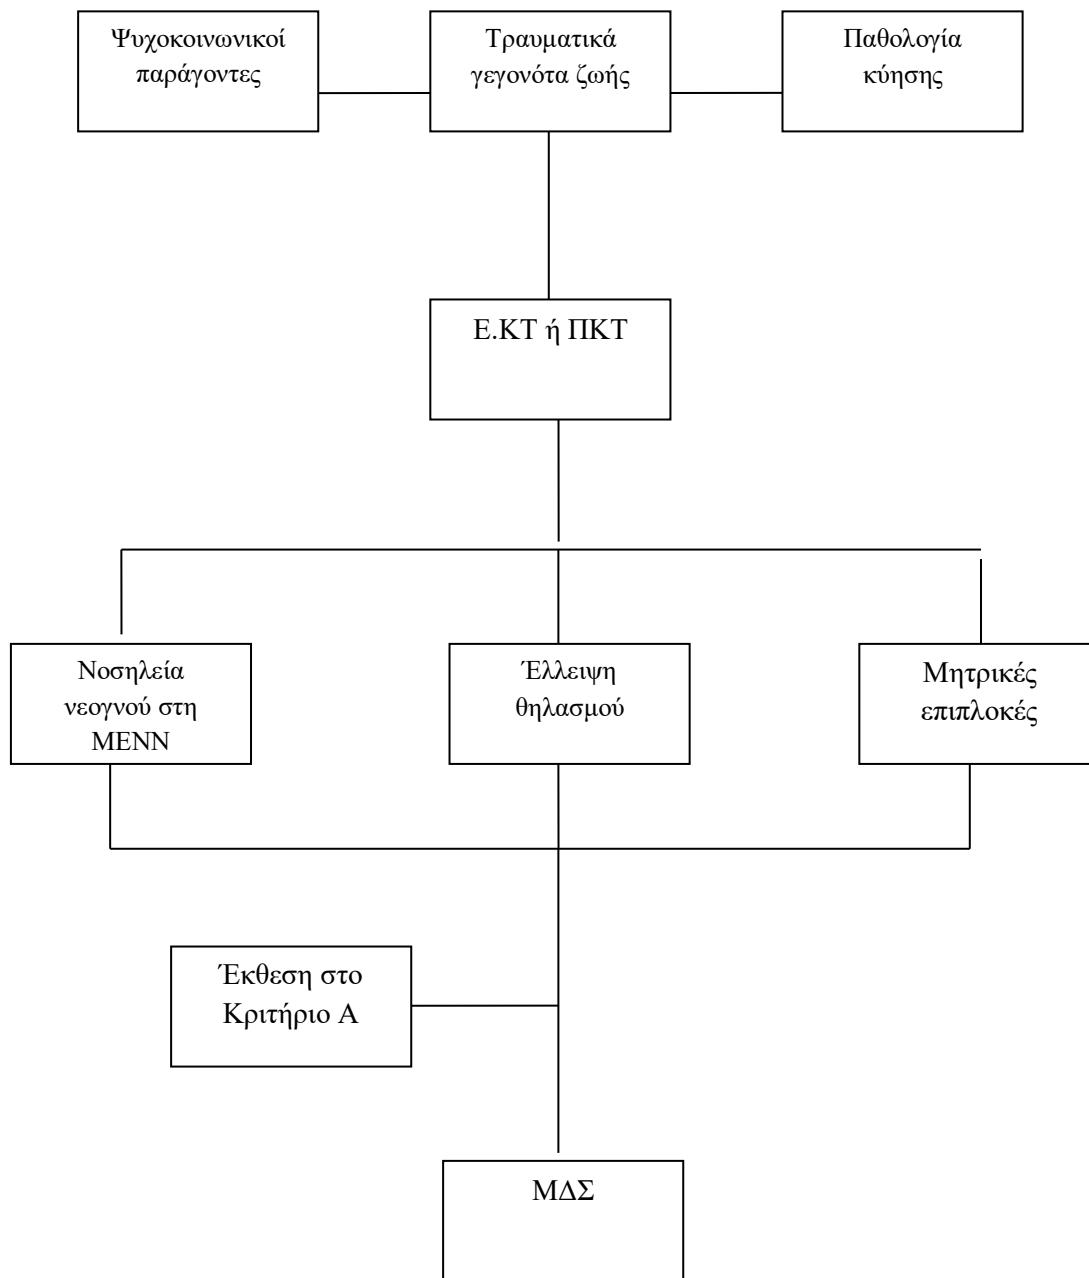 Ψυχοκοινωνικοί
παράγοντες
Τραυματικά
γεγονότα ζωής
Παθολογία
κύησης
Ε.ΚΤ ή ΠΚΤ
Νοσηλεία
νεογνού στη
ΜΕΝΝ
Έλλειψη
θηλασμού
Μητρικές
επιπλοκές
Έκθεση στο
Κριτήριο Α
ΜΔΣ